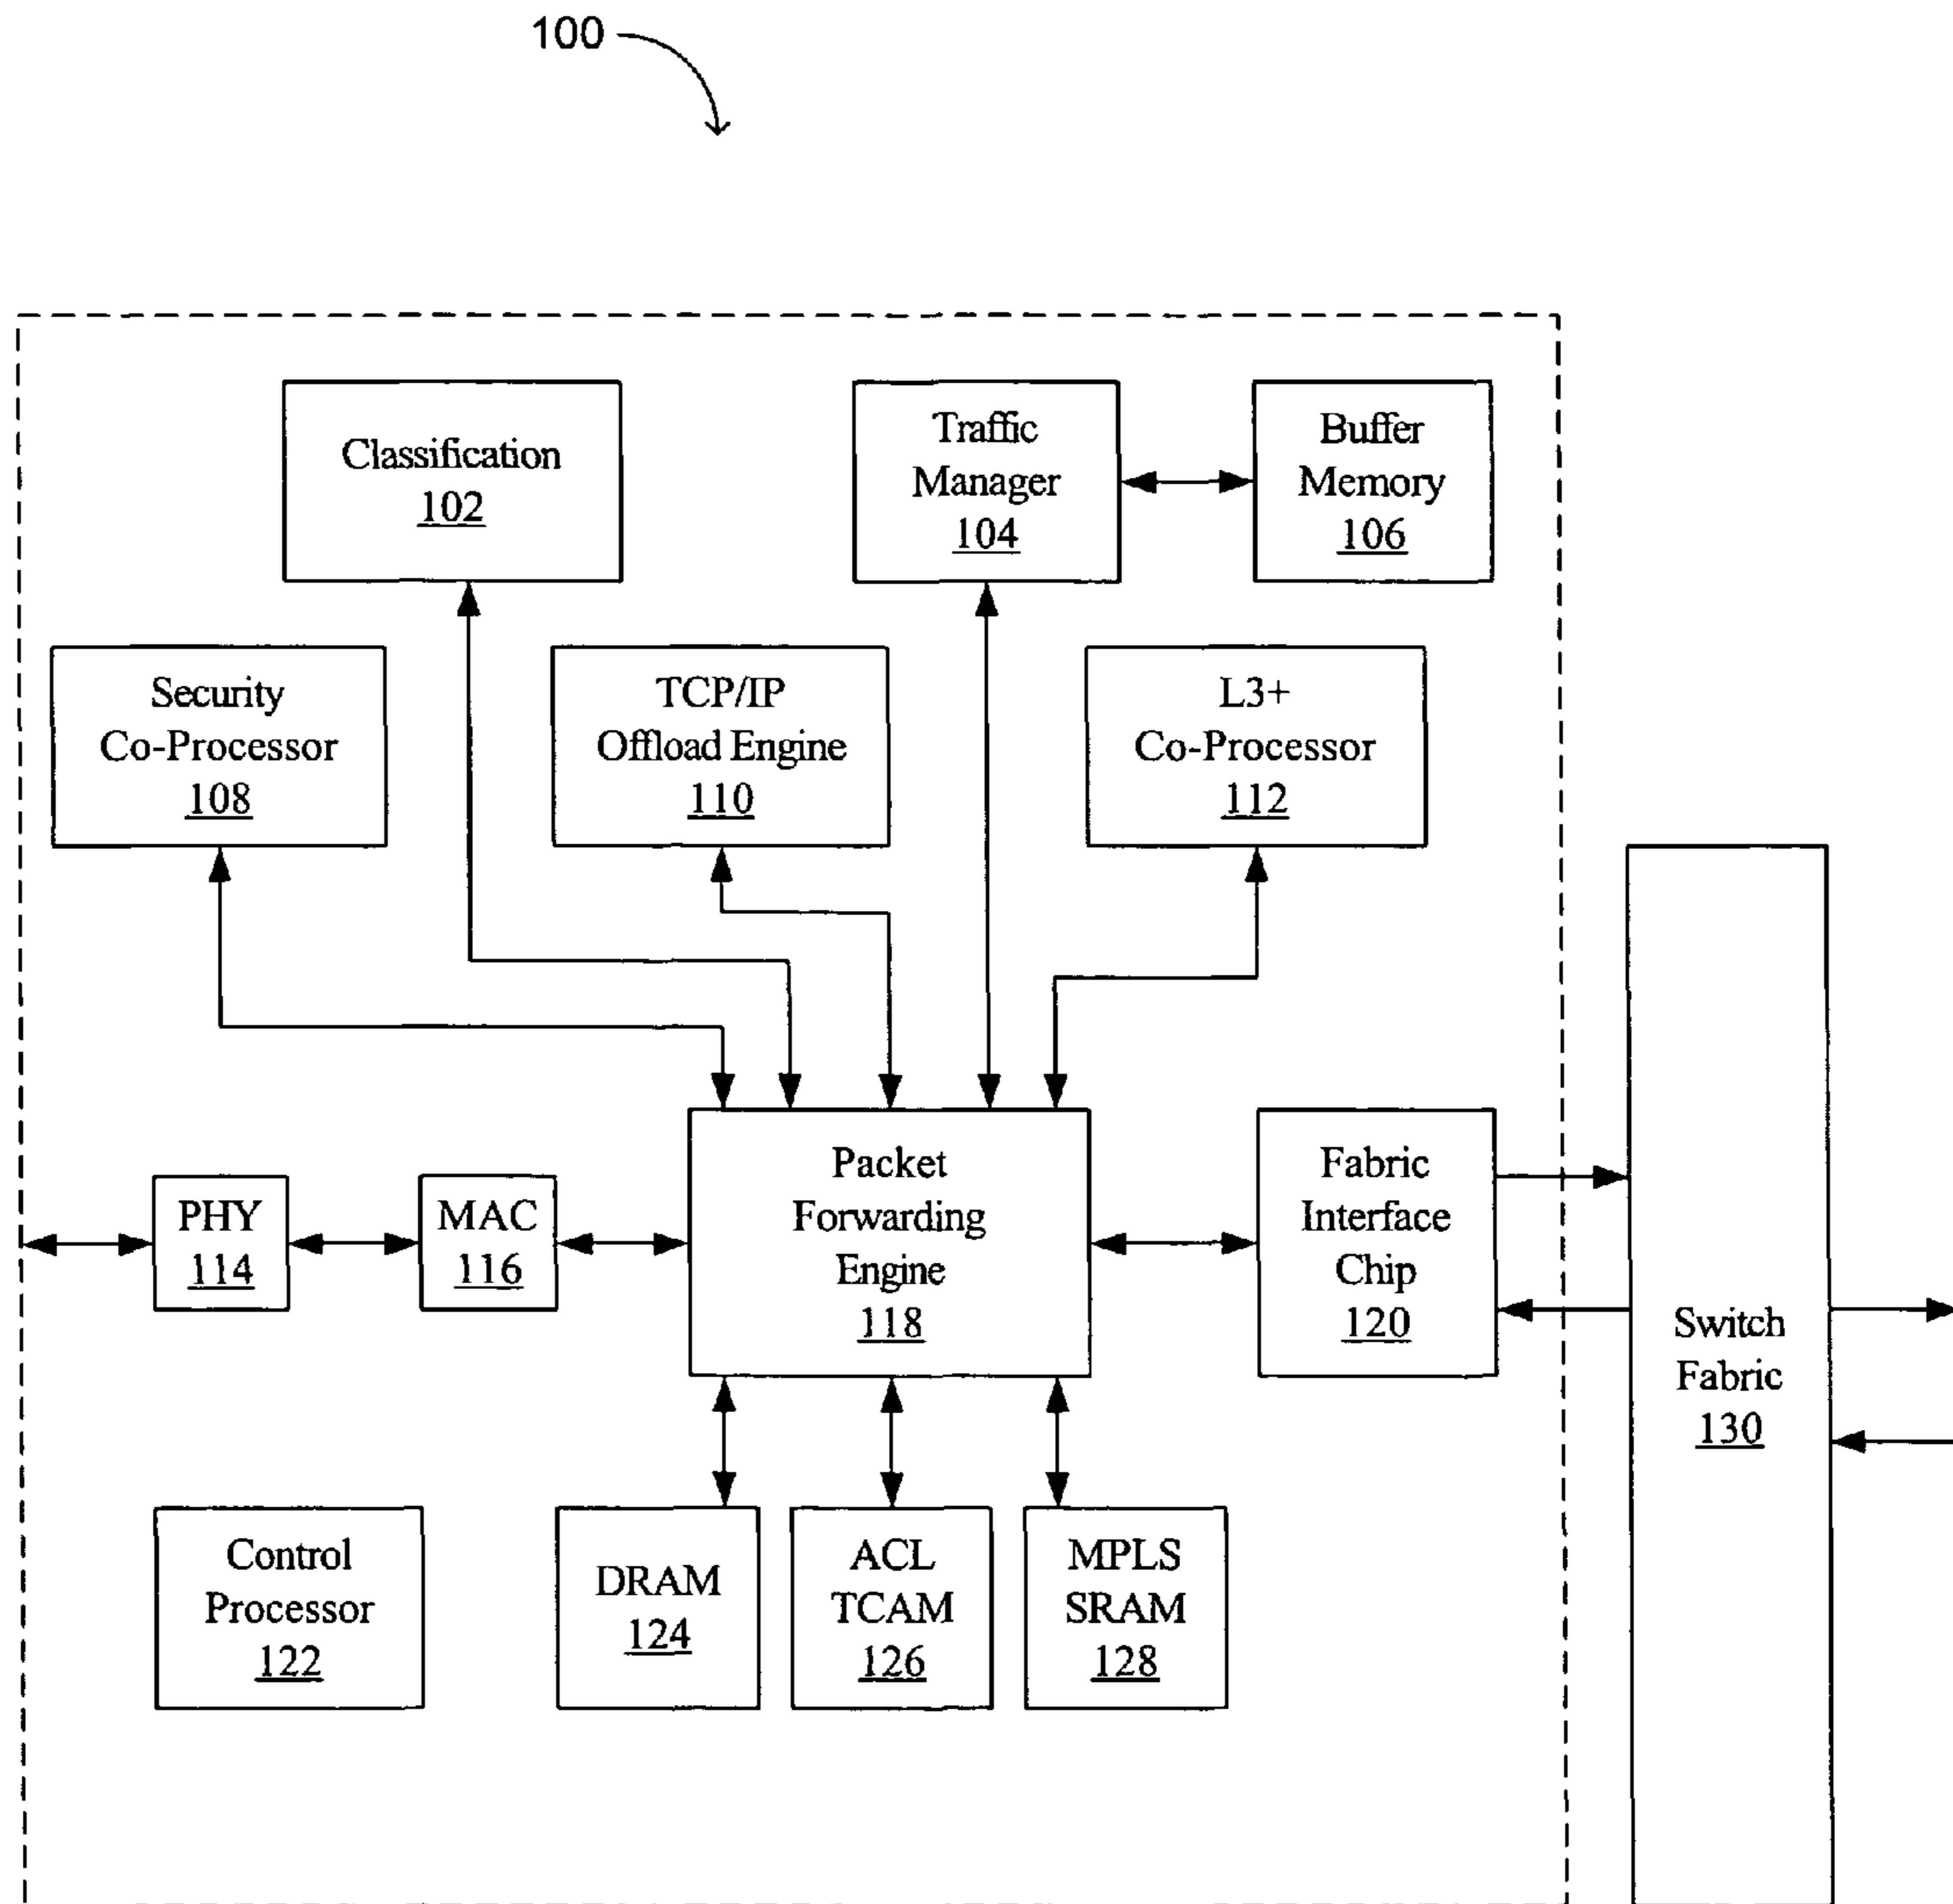 100
Classification
102
Traffic
Manager
104
Buffer
Memory
106
Security
Co-Processor
108
TCP/IP
Offload Engine
110
L3+
Co-Processor
112
PHY
114
MAC
116
Packet
Forwarding
Engine
118
Fabric
Interface
Chip
120
Switch
Fabric
130
Control
Processor
122
DRAM
124
ACL
TCAM
126
MPLS
SRAM
128